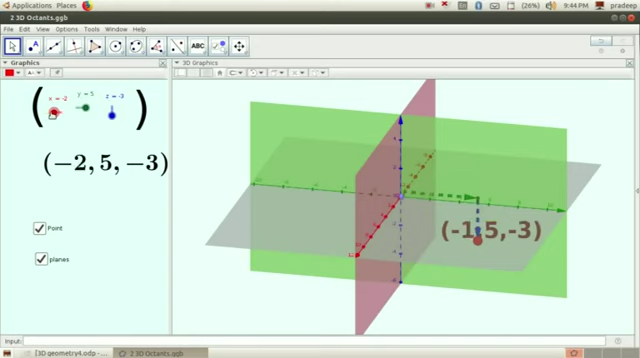 Applications Places
(26%) 9:44 PM pradeep
2 3D Octants.ggb
File Edit View Options Tools Window Help
ABC
Graphics
3D Graphics
x = -2
y = 5
z = -3
(−2, 5, −3)
(-1,5,-3)
Point
planes
Input:
[3D geometry4.odp -...
2 3D Octants.ggb